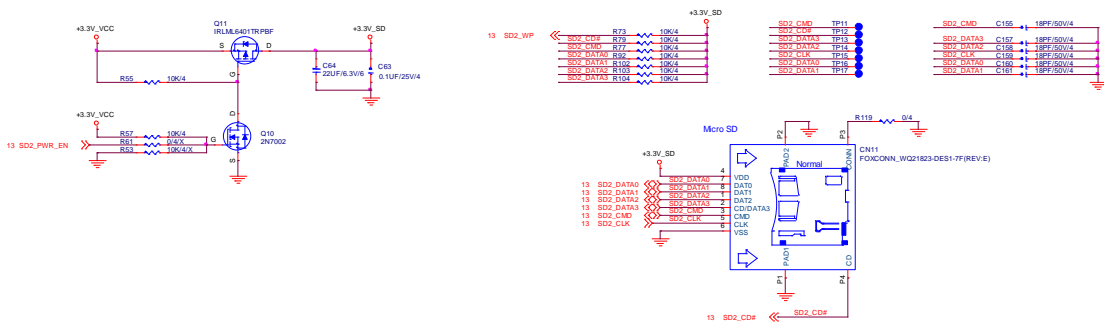 Q11
IRLML6401TRPBF
+3.3V_VCC
+3.3V_SD
S
D
G
C64
22UF/6.3V/6
C63
0.1UF/25V/4
R55 10K/4
+3.3V_VCC
D
R57 10K/4
R61 0/4/X
R53 10K/4/X
13 SD2_PWR_EN
G
Q10
2N7002
S
+3.3V_SD
13 SD2_WP R73 10K/4
SD2_CD# R79 10K/4
SD2_CMD R77 10K/4
SD2_DATA0 R92 10K/4
SD2_DATA1 R102 10K/4
SD2_DATA2 R103 10K/4
SD2_DATA3 R104 10K/4
SD2_CMD TP11
SD2_CD# TP12
SD2_DATA3 TP13
SD2_DATA2 TP14
SD2_CLK TP15
SD2_DATA0 TP16
SD2_DATA1 TP17
SD2_CMD C155 18PF/50V/4
SD2_DATA3 C157 18PF/50V/4
SD2_DATA2 C158 18PF/50V/4
SD2_CLK C159 18PF/50V/4
SD2_DATA0 C160 18PF/50V/4
SD2_DATA1 C161 18PF/50V/4
Micro SD
P2
P3
R119 0/4
CN11
FOXCONN_WQ21823-DES1-7F(REV:E)
PAD2
CONN
Normal
+3.3V_SD
4 VDD
13 SD2_DATA0 SD2_DATA0 7 DAT0
13 SD2_DATA1 SD2_DATA1 8 DAT1
13 SD2_DATA2 SD2_DATA2 1 DAT2
13 SD2_DATA3 SD2_DATA3 2 CD/DATA3
13 SD2_CMD SD2_CMD 3 CMD
13 SD2_CLK SD2_CLK 5 CLK
6 VSS
PAD1
CD
P1
P4
13 SD2_CD# SD2_CD#